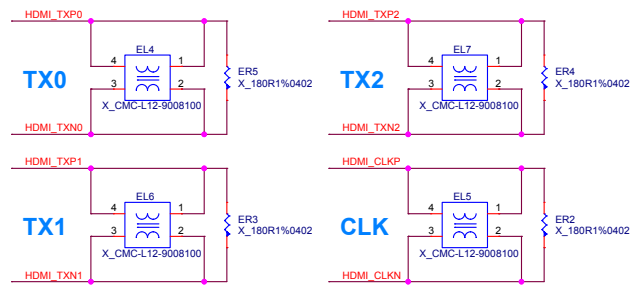 HDMI_TXP0
EL4
4
1
3
2
X_CMC-L12-9008100
ER5
X_180R1%0402
TX0
HDMI_TXN0
HDMI_TXP2
EL7
4
1
3
2
X_CMC-L12-9008100
ER4
X_180R1%0402
TX2
HDMI_TXN2
HDMI_TXP1
EL6
4
1
3
2
X_CMC-L12-9008100
ER3
X_180R1%0402
TX1
HDMI_TXN1
HDMI_CLKP
EL5
4
1
3
2
X_CMC-L12-9008100
ER2
X_180R1%0402
CLK
HDMI_CLKN